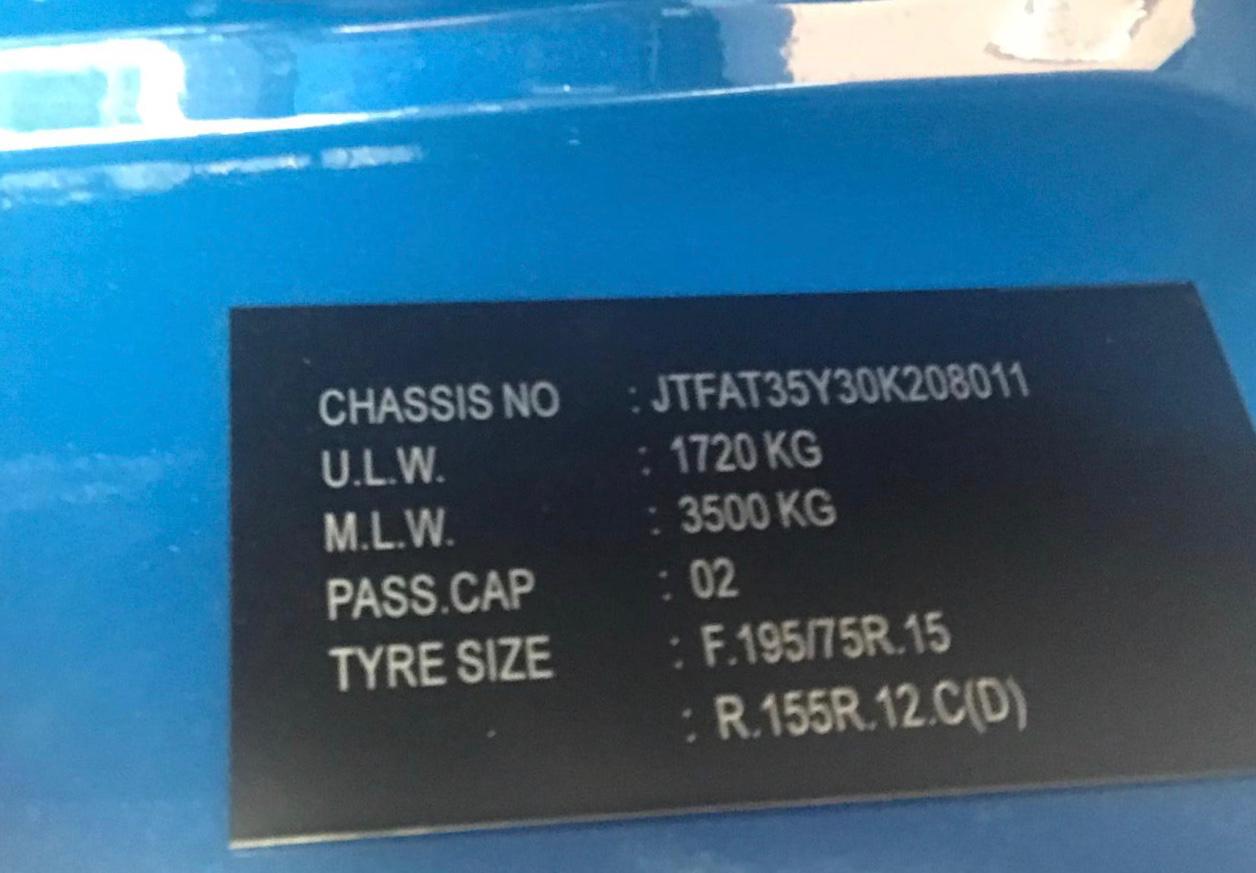 CHASSIS NO : JTFAT35Y30K208011
U.L.W. : 1720 KG
M.L.W. : 3500 KG
PASS.CAP : 02
TYRE SIZE : F.195/75R.15
: R.155R.12.C(D)